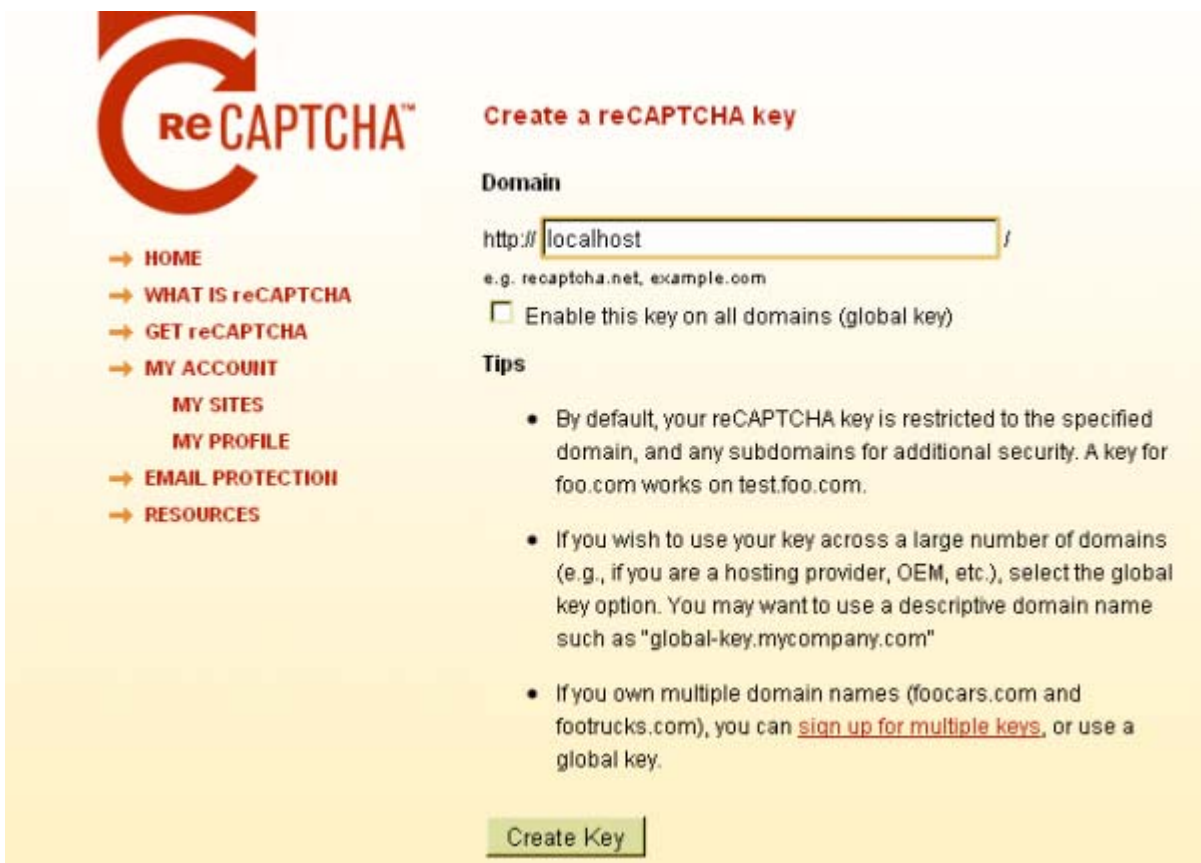 reCAPTCHA™
HOME
WHAT IS reCAPTCHA
GET reCAPTCHA
MY ACCOUNT
MY SITES
MY PROFILE
EMAIL PROTECTION
RESOURCES
Create a reCAPTCHA key
Domain
http:// localhost /
e.g. recaptcha.net, example.com
Enable this key on all domains (global key)
Tips
• By default, your reCAPTCHA key is restricted to the specified
domain, and any subdomains for additional security. A key for
foo.com works on test.foo.com.
• If you wish to use your key across a large number of domains
(e.g., if you are a hosting provider, OEM, etc.), select the global
key option. You may want to use a descriptive domain name
such as "global-key.mycompany.com"
• If you own multiple domain names (foocars.com and
footrucks.com), you can sign up for multiple keys, or use a
global key.
Create Key